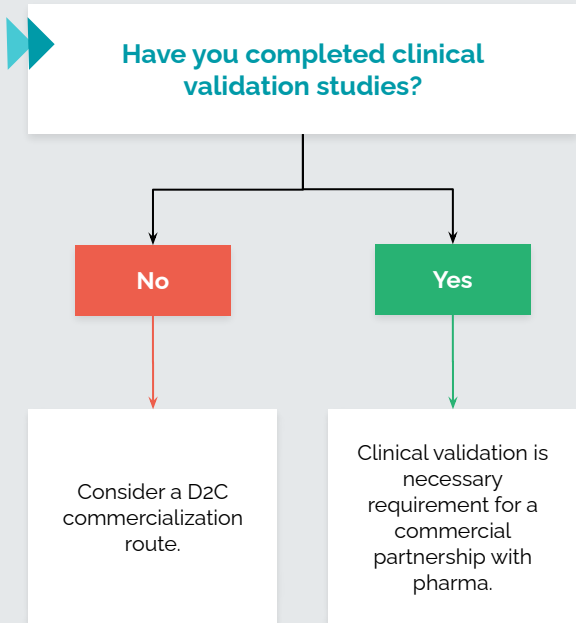 Have you completed clinical
validation studies?
No
Yes
Consider a D2C
commercialization
route.
Clinical validation is
necessary
requirement for a
commercial
partnership with
pharma.